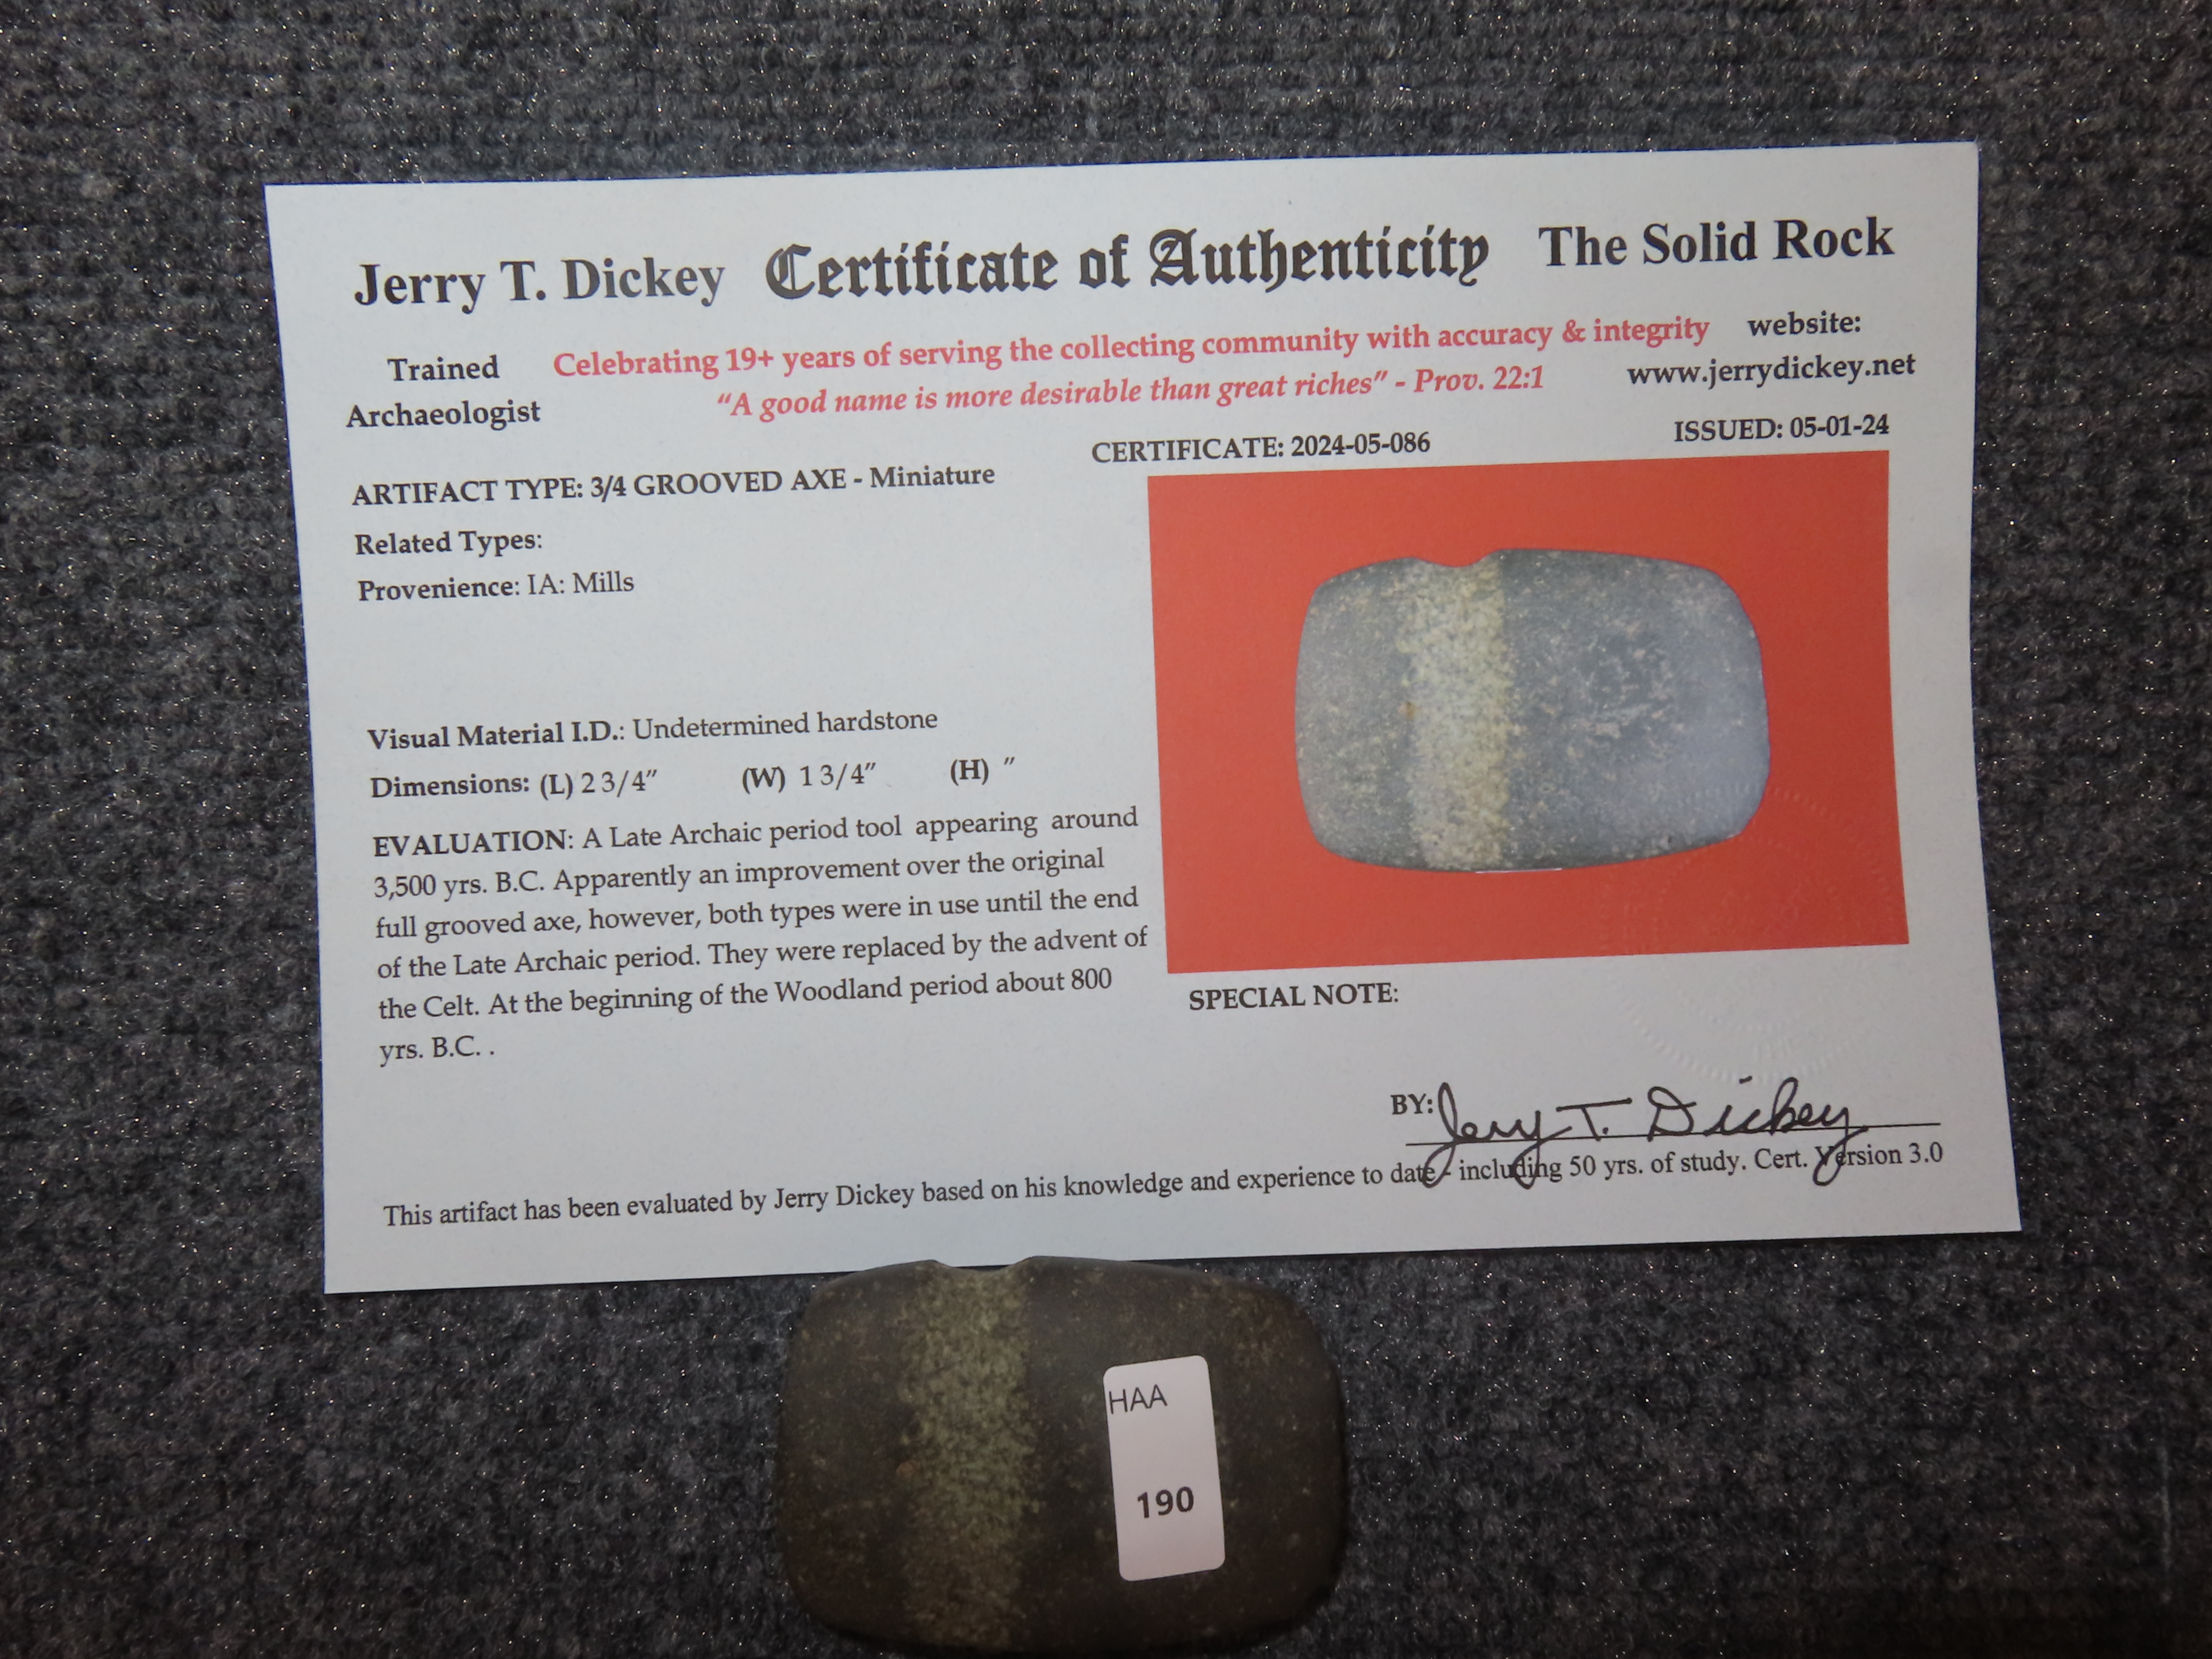 Jerry T. Dickey Certificate of Authenticity The Solid Rock
Trained
Archaeologist
Celebrating 19+ years of serving the collecting community with accuracy & integrity
"A good name is more desirable than great riches" - Prov. 22:1
website:
www.jerrydickey.net
CERTIFICATE: 2024-05-086
ISSUED: 05-01-24
ARTIFACT TYPE: 3/4 GROOVED AXE - Miniature
Related Types:
Provenience: IA: Mills
Visual Material I.D.: Undetermined hardstone
Dimensions: (L) 2 3/4" (W) 1 3/4" (H) "
EVALUATION: A Late Archaic period tool appearing around
3,500 yrs. B.C. Apparently an improvement over the original
full grooved axe, however, both types were in use until the end
of the Late Archaic period. They were replaced by the advent of
the Celt. At the beginning of the Woodland period about 800
yrs. B.C. .
SPECIAL NOTE:
BY: Jerry T. Dickey
This artifact has been evaluated by Jerry Dickey based on his knowledge and experience to date - including 50 yrs. of study. Cert. Version 3.0
HAA
190